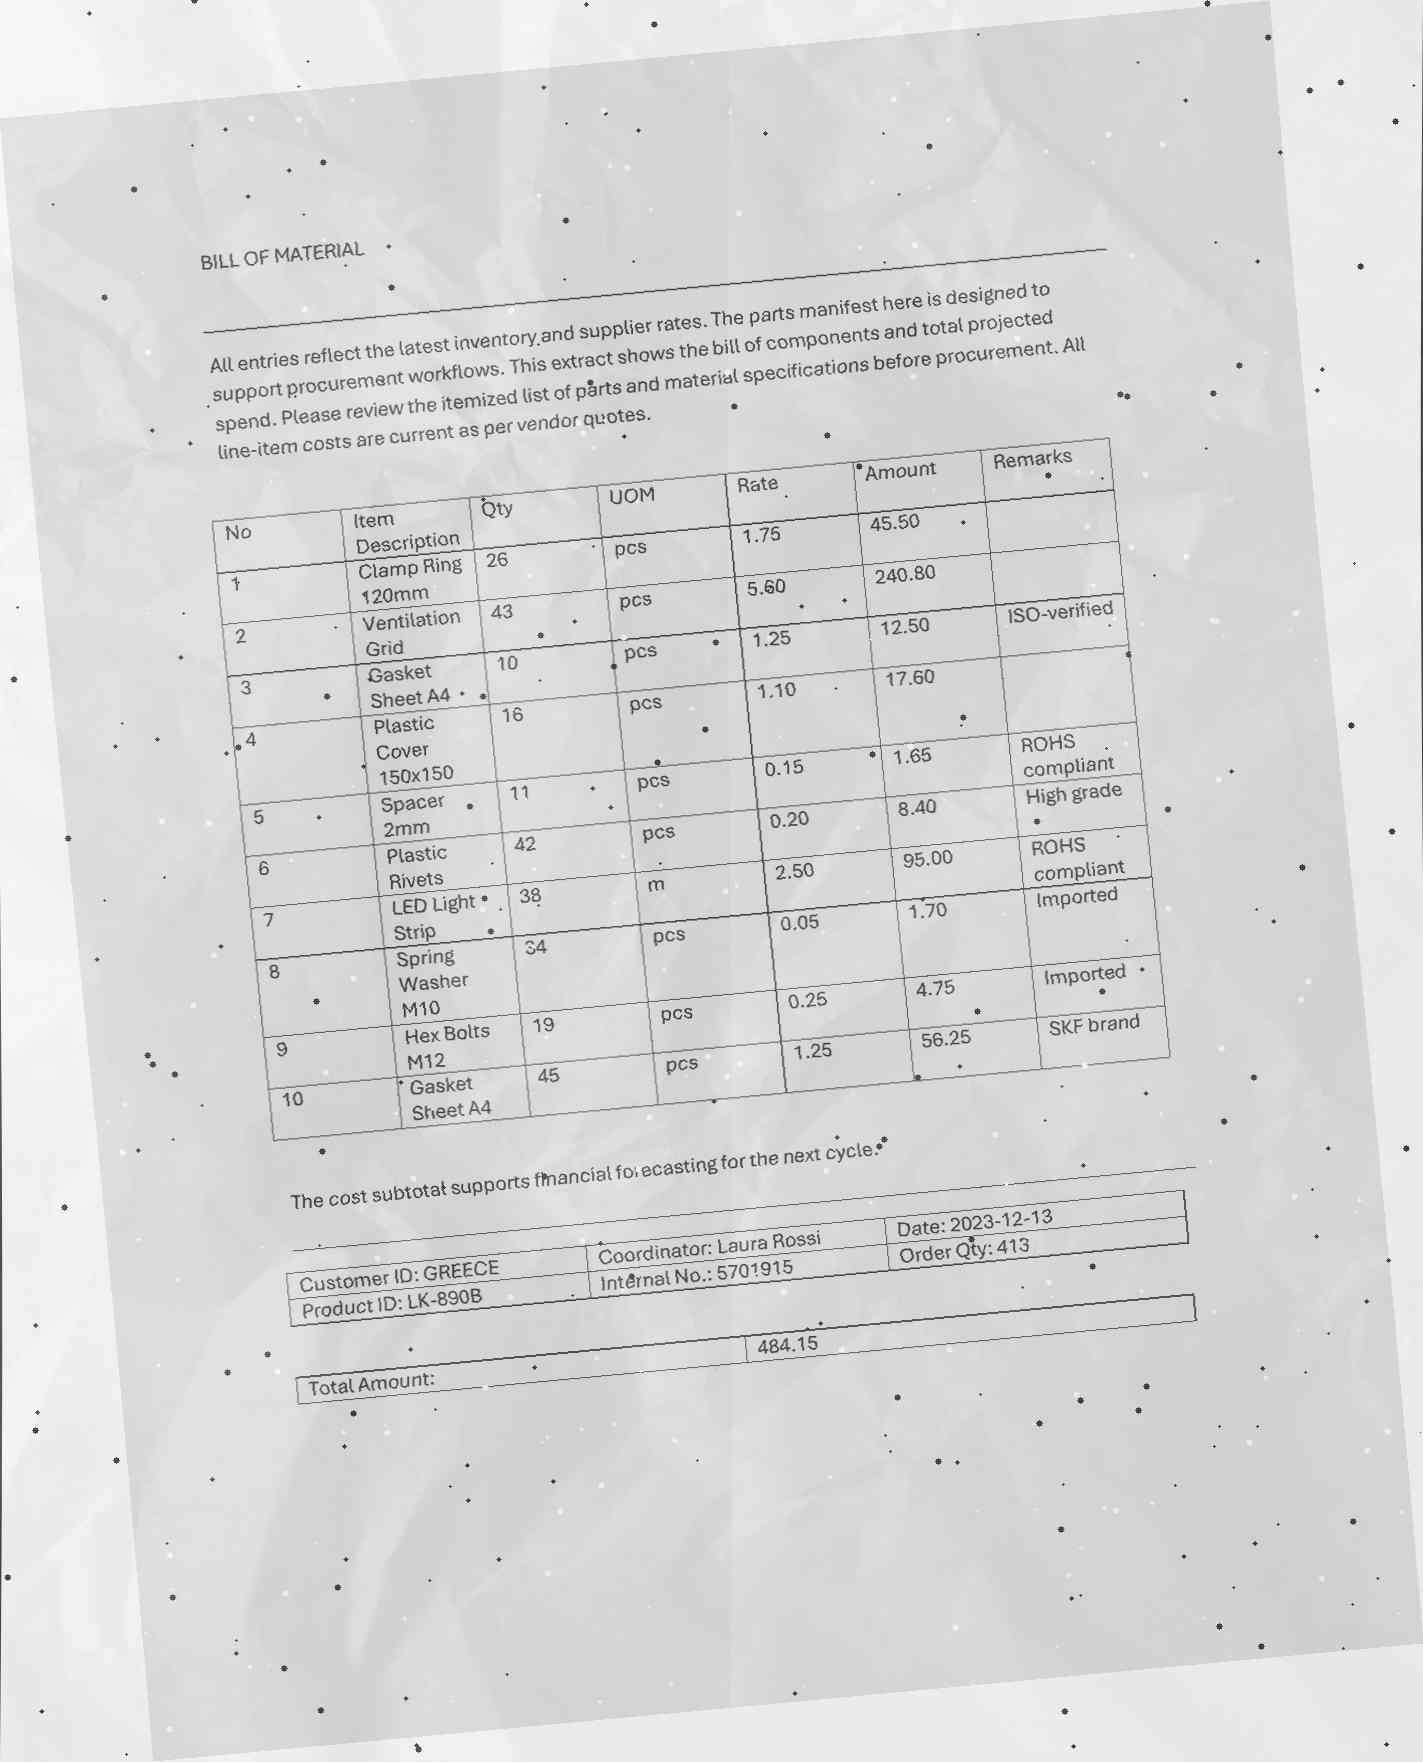 BILL OF MATERIAL
All entries reflect the latest inventory and supplier rates. The parts manifest here is designed to
support procurement workflows. This extract shows the bill of components and total projected
spend. Please review the itemized list of parts and material specifications before procurement. All
line-item costs are current as per vendor quotes.
No Item Description Qty UOM Rate Amount Remarks
1 Clamp Ring 120mm 26 pcs 1.75 45.50
2 Ventilation Grid 43 pcs 5.60 240.80
3 Gasket Sheet A4 10 pcs 1.25 12.50 ISO-verified
4 Plastic Cover 150x150 16 pcs 1.10 17.60
5 Spacer 2mm 11 pcs 0.15 1.65 ROHS compliant
6 Plastic Rivets 42 pcs 0.20 8.40 High grade
7 LED Light Strip 38 m 2.50 95.00 ROHS compliant
8 Spring Washer M10 34 pcs 0.05 1.70 Imported
9 Hex Bolts M12 19 pcs 0.25 4.75 Imported
10 Gasket Sheet A4 45 pcs 1.25 56.25 SKF brand
The cost subtotal supports financial forecasting for the next cycle.
Customer ID: GREECE Coordinator: Laura Rossi Date: 2023-12-13
Product ID: LK-890B Internal No.: 5701915 Order Qty: 413
Total Amount: 484.15